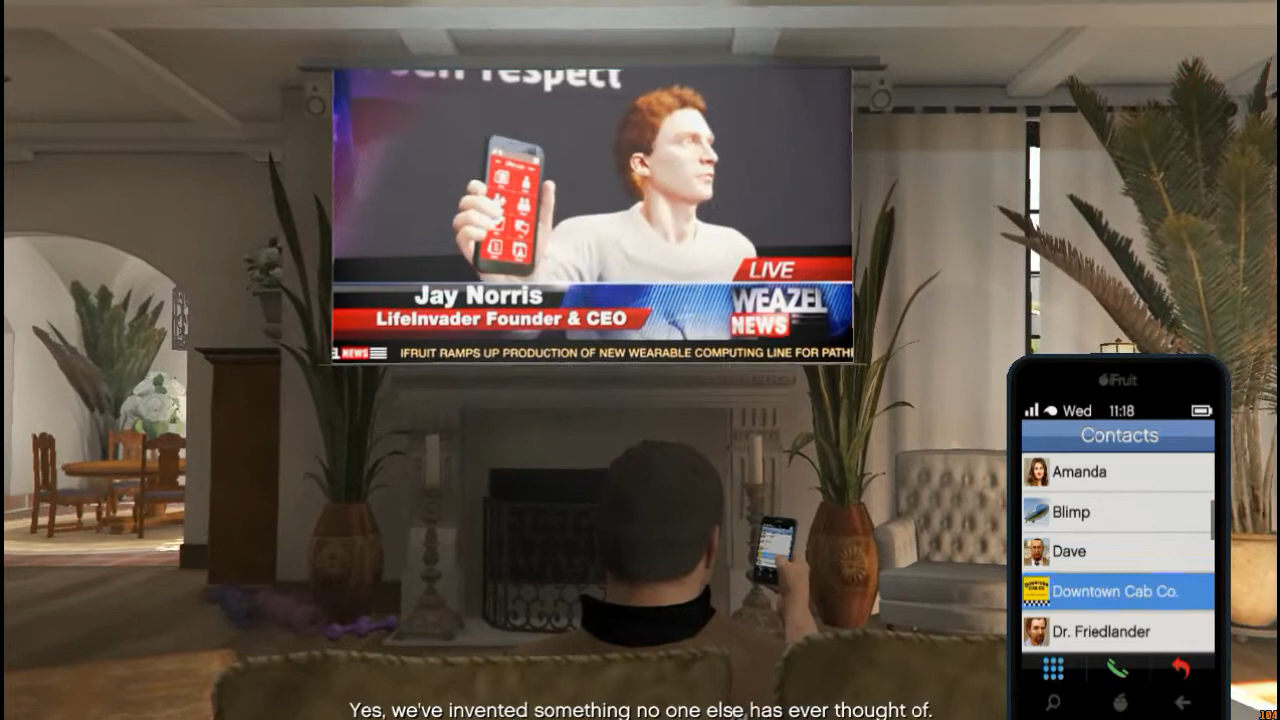 respect
LIVE
Jay Norris
LifeInvader Founder & CEO
WEAZEL
NEWS
NEWS
IFRUIT RAMPS UP PRODUCTION OF NEW WEARABLE COMPUTING LINE FOR
iFruit
Wed 11:18
Contacts
Amanda
Blimp
Dave
Downtown Cab Co.
Dr. Friedlander
Yes, we've invented something no one else has ever thought of.